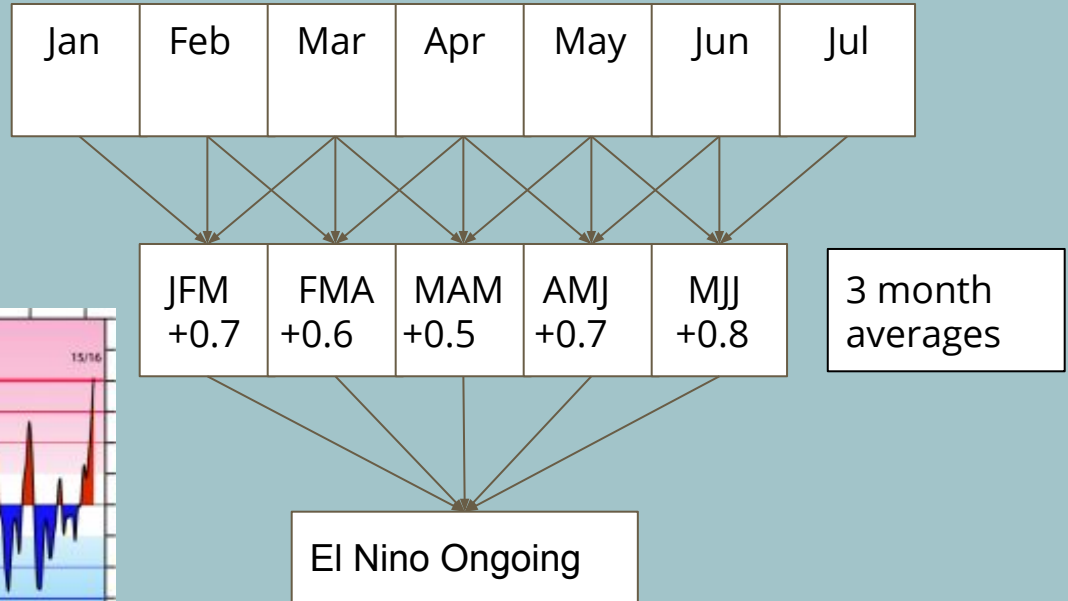 Jan Feb Mar Apr May Jun Jul
JFM FMA MAM AMJ MJJ
+0.7 +0.6 +0.5 +0.7 +0.8
3 month
averages
15/16
El Nino Ongoing